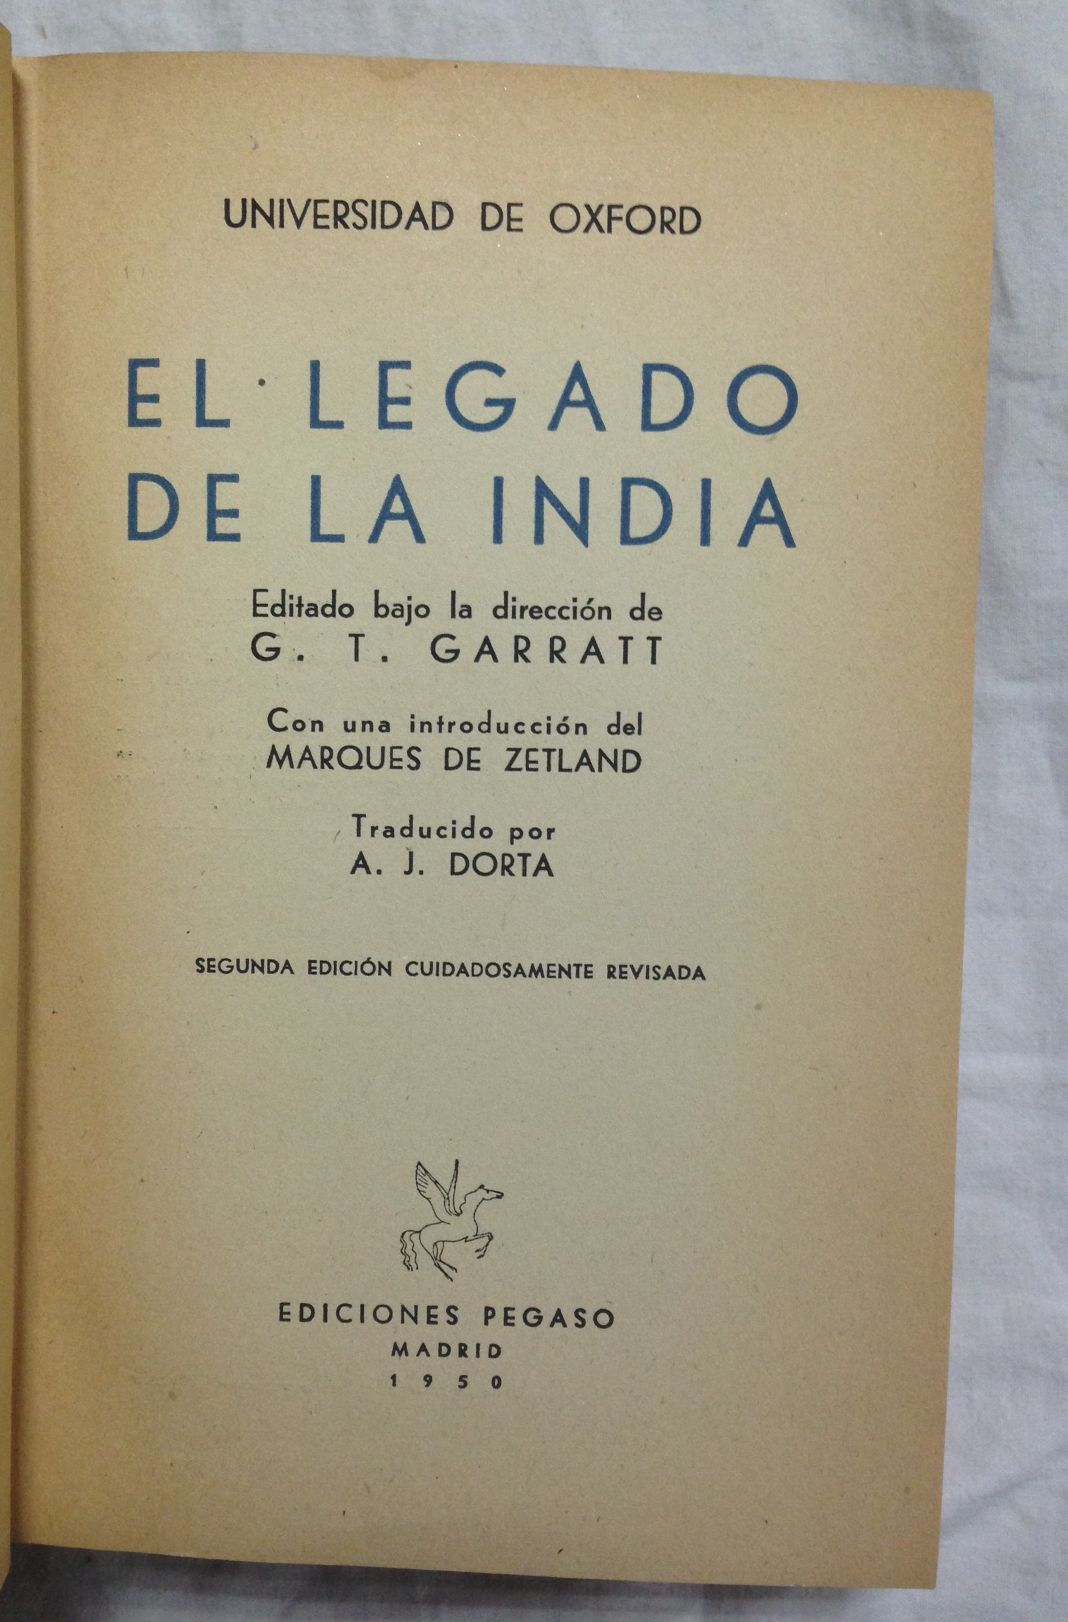 UNIVERSIDAD DE OXFORD
EL LEGADO
DE LA INDIA
Editado bajo la dirección de
G. T. GARRATT
Con una introducción del
MARQUES DE ZETLAND
Traducido por
A. J. DORTA
SEGUNDA EDICIÓN CUIDADOSAMENTE REVISADA
EDICIONES PEGASO
MADRID
1950